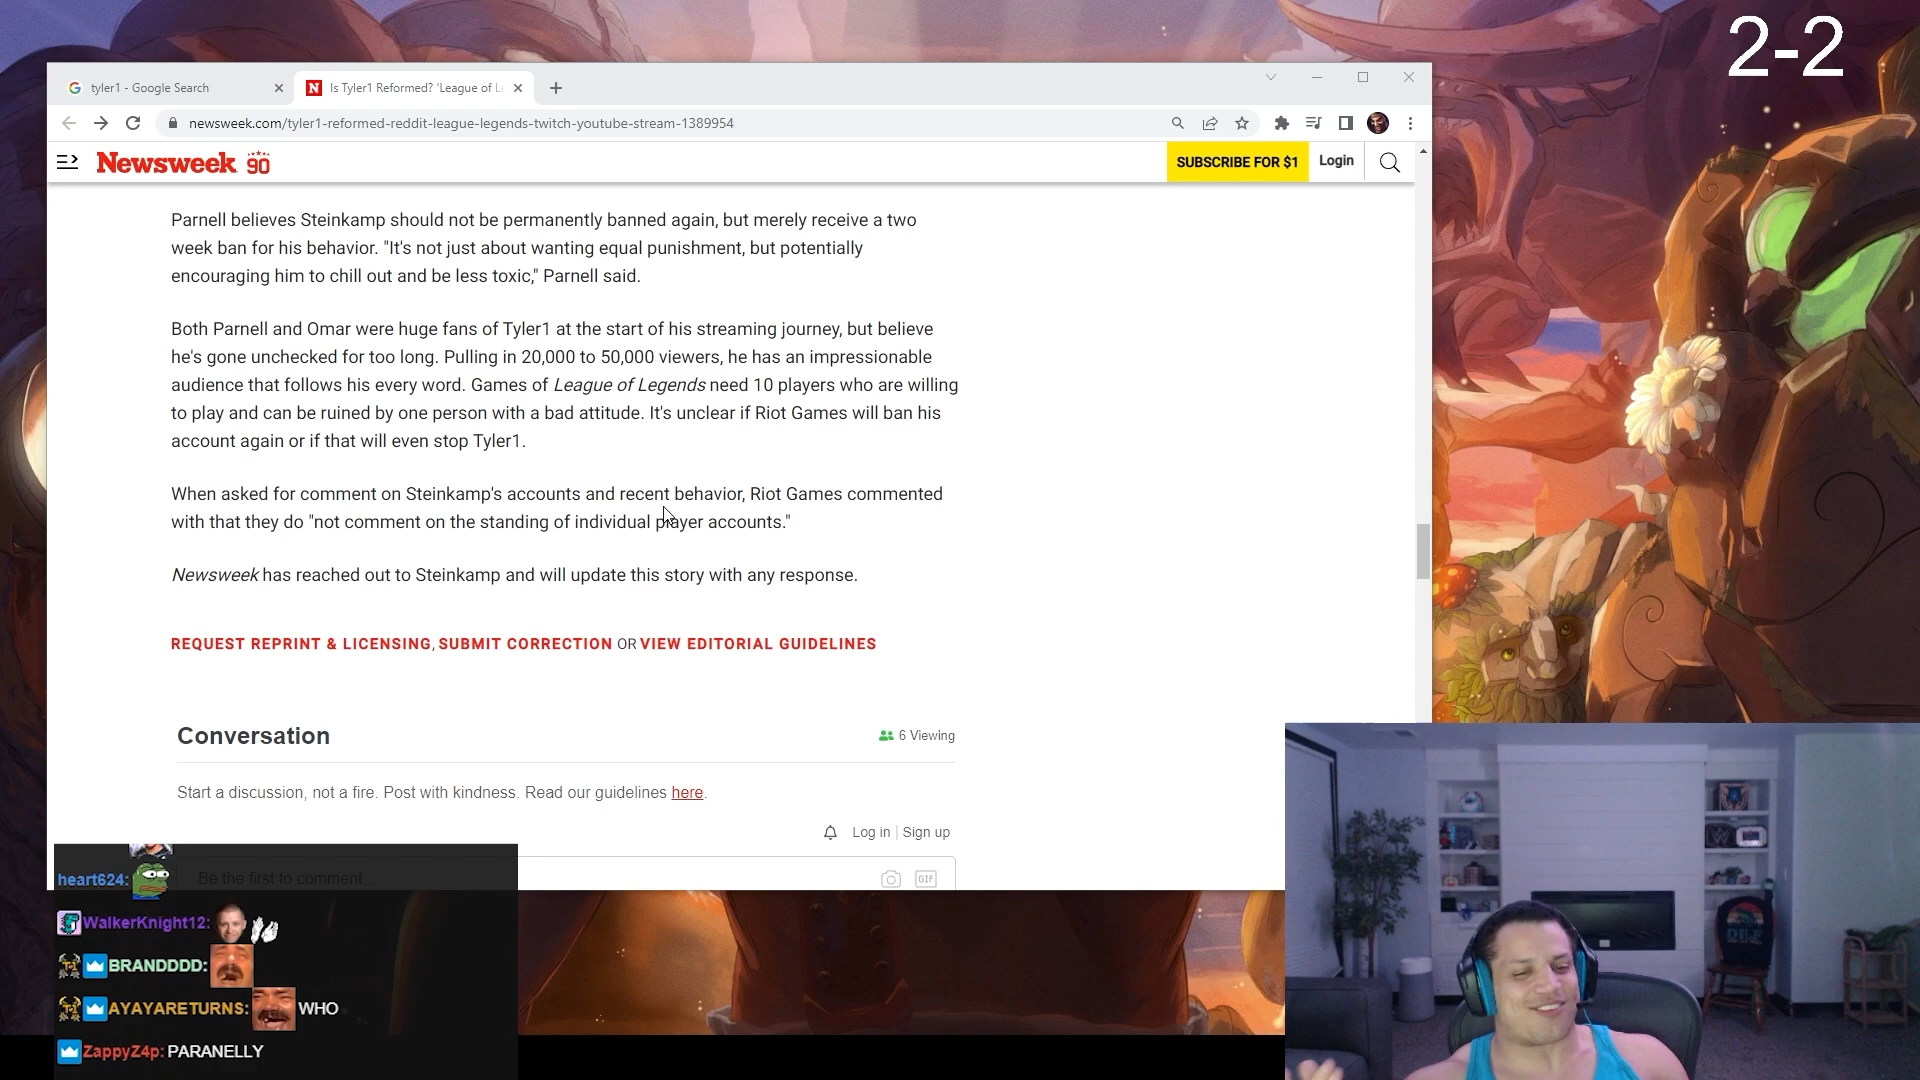 2-2
tyler1 - Google Search
Is Tyler1 Reformed? 'League of Le
newsweek.com/tyler1-reformed-reddit-league-legends-twitch-youtube-stream-1389954
Newsweek 90
SUBSCRIBE FOR $1
Login
Parnell believes Steinkamp should not be permanently banned again, but merely receive a two
week ban for his behavior. "It's not just about wanting equal punishment, but potentially
encouraging him to chill out and be less toxic," Parnell said.
Both Parnell and Omar were huge fans of Tyler1 at the start of his streaming journey, but believe
he's gone unchecked for too long. Pulling in 20,000 to 50,000 viewers, he has an impressionable
audience that follows his every word. Games of League of Legends need 10 players who are willing
to play and can be ruined by one person with a bad attitude. It's unclear if Riot Games will ban his
account again or if that will even stop Tyler1.
When asked for comment on Steinkamp's accounts and recent behavior, Riot Games commented
with that they do "not comment on the standing of individual player accounts."
Newsweek has reached out to Steinkamp and will update this story with any response.
REQUEST REPRINT & LICENSING, SUBMIT CORRECTION OR VIEW EDITORIAL GUIDELINES
Conversation
6 Viewing
Start a discussion, not a fire. Post with kindness. Read our guidelines here.
Log in | Sign up
Be the first to comment...
GIF
heart624:
WalkerKnight12:
BRANDDDD:
AYAYARETURNS: WHO
ZappyZ4p: PARANELLY